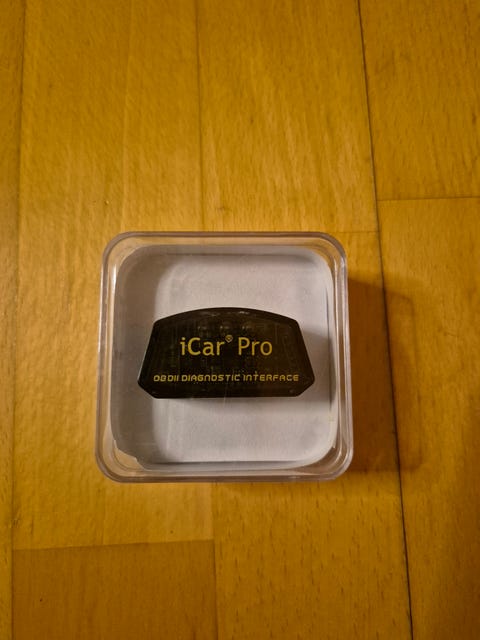 iCar® Pro
OBDII DIAGNOSTIC INTERFACE